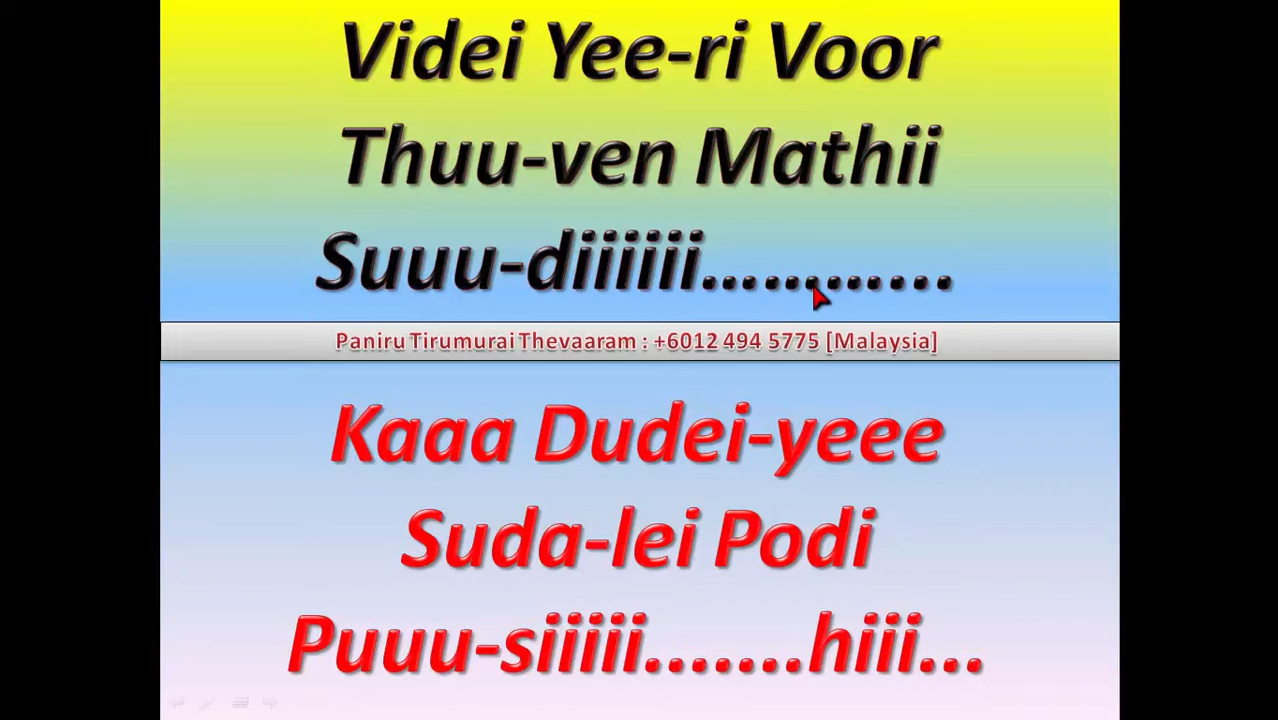 Videi Yee-ri Voor
Thuu-ven Mathii
Suuu-diiiiii............
Paniru Tirumurai Thevaaram : +6012 494 5775 [Malaysia]
Kaaa Dudei-yeee
Suda-lei Podi
Puuu-siiiii.......hiii...